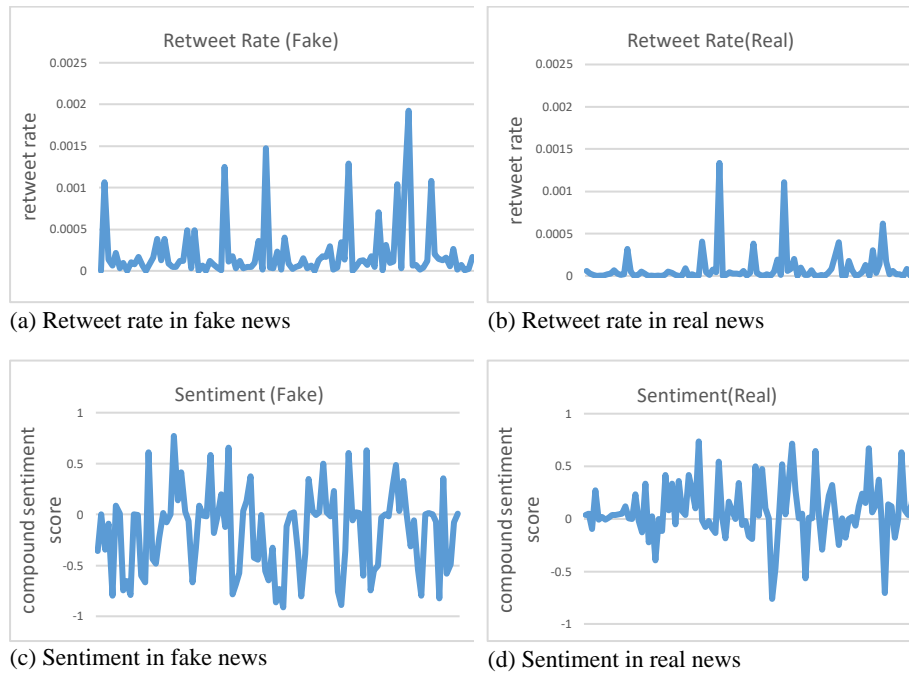 Retweet Rate (Fake)
retweet rate
0.0025
0.002
0.0015
0.001
0.0005
0
(a) Retweet rate in fake news
Retweet Rate(Real)
retweet rate
0.0025
0.002
0.0015
0.001
0.0005
0
(b) Retweet rate in real news
Sentiment (Fake)
compound sentiment
score
1
0.5
0
-0.5
-1
(c) Sentiment in fake news
Sentiment(Real)
compound sentiment
score
1
0.5
0
-0.5
-1
(d) Sentiment in real news